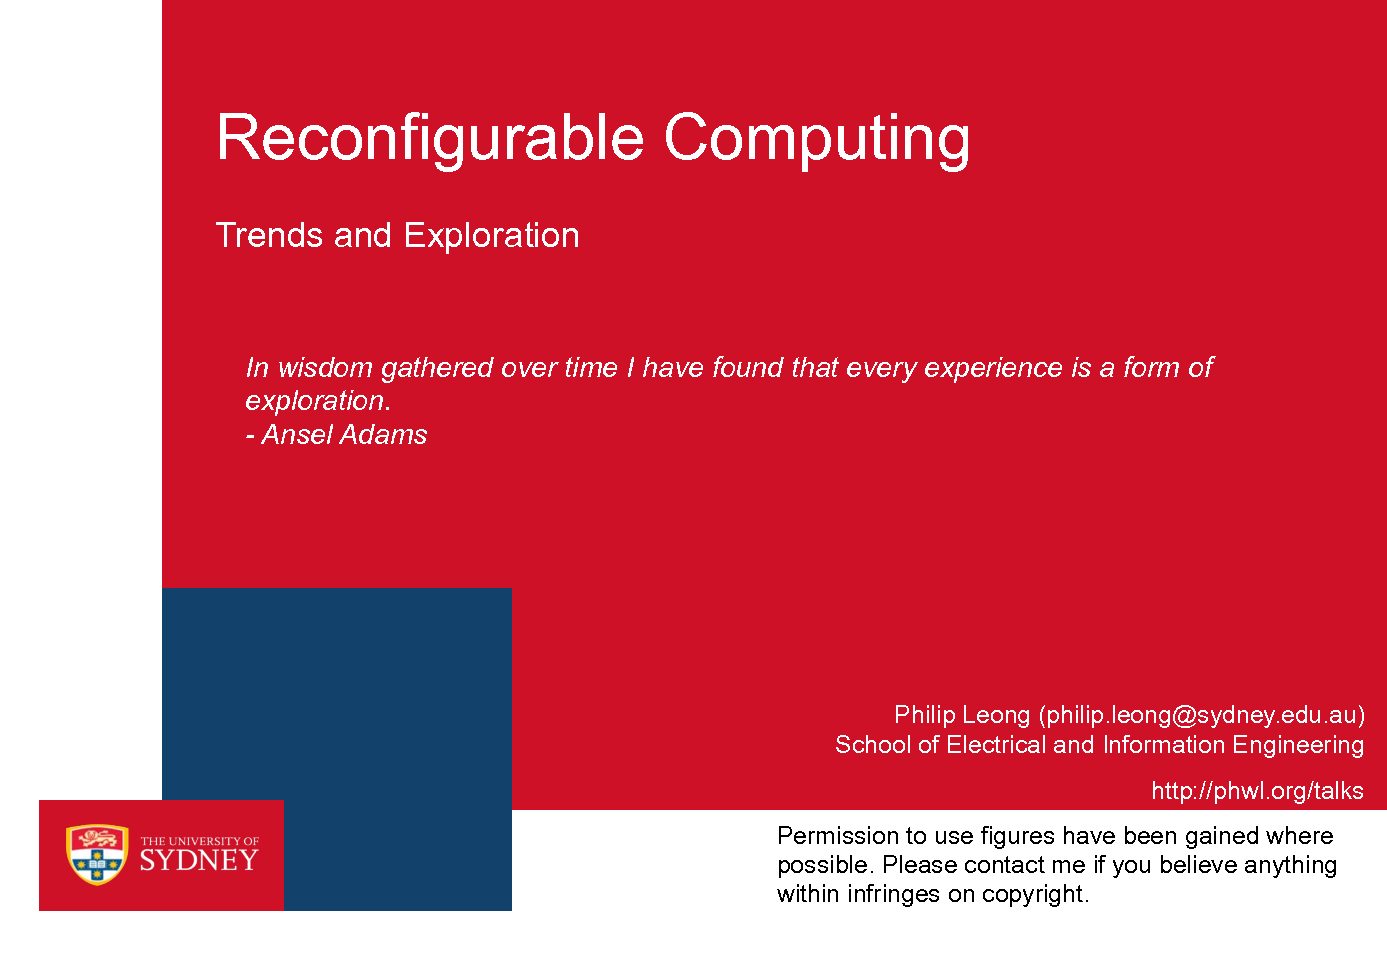 Reconfigurable Computing
Trends and Exploration
In wisdom gathered over time I have found that every experience is a form of
exploration.
- Ansel Adams
Philip Leong (philip.leong@sydney.edu.au)
School of Electrical and Information Engineering
http://phwl.org/talks
THE UNIVERSITY OF
SYDNEY
Permission to use figures have been gained where
possible. Please contact me if you believe anything
within infringes on copyright.